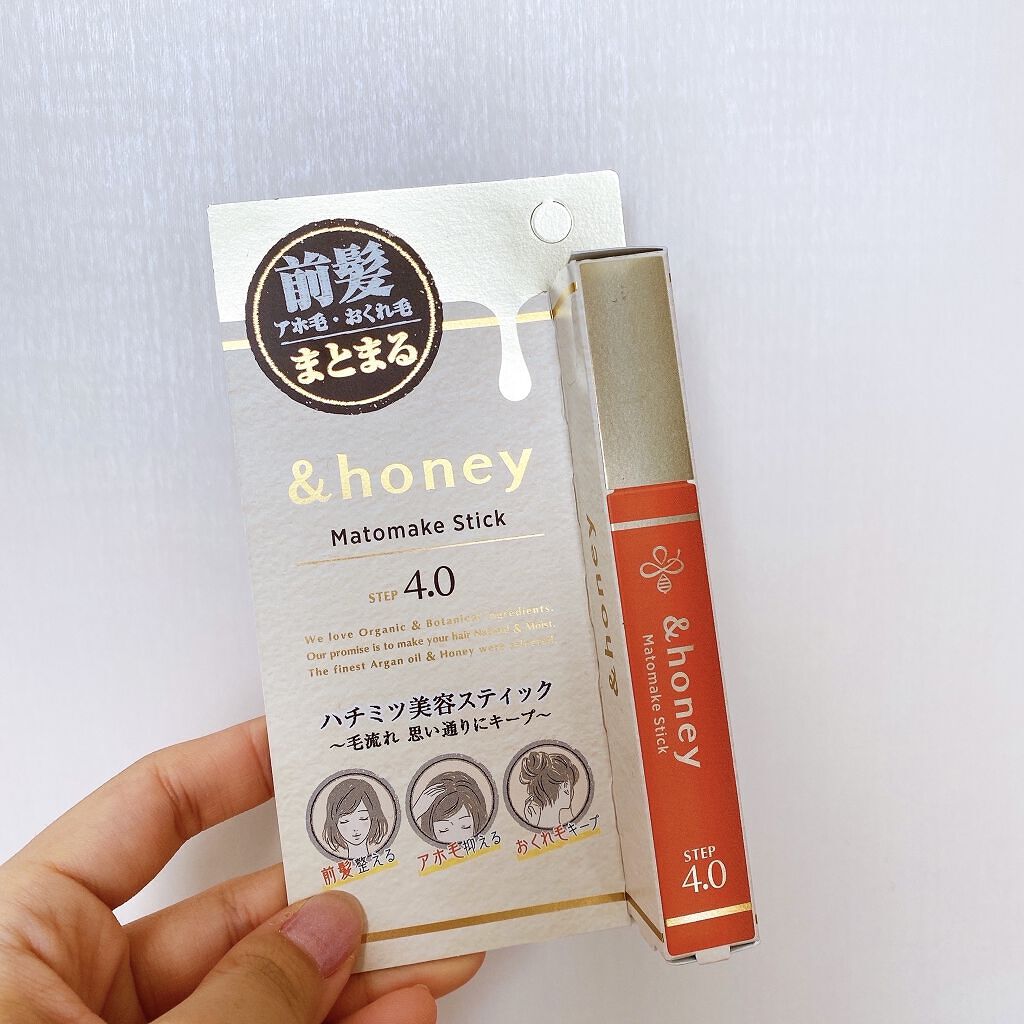 前髪
アホ毛・おくれ毛
まとまる
&honey
Matomake Stick
STEP 4.0
We love Organic & Botanical ingredients.
Our promise is to make your hair Natural & Moist.
The finest Argan oil & Honey were selected
ハチミツ美容スティック
～毛流れ 思い通りにキープ～
前髪整える
アホ毛抑える
おくれ毛キープ
&honey
&honey
Matomake Stick
STEP
4.0